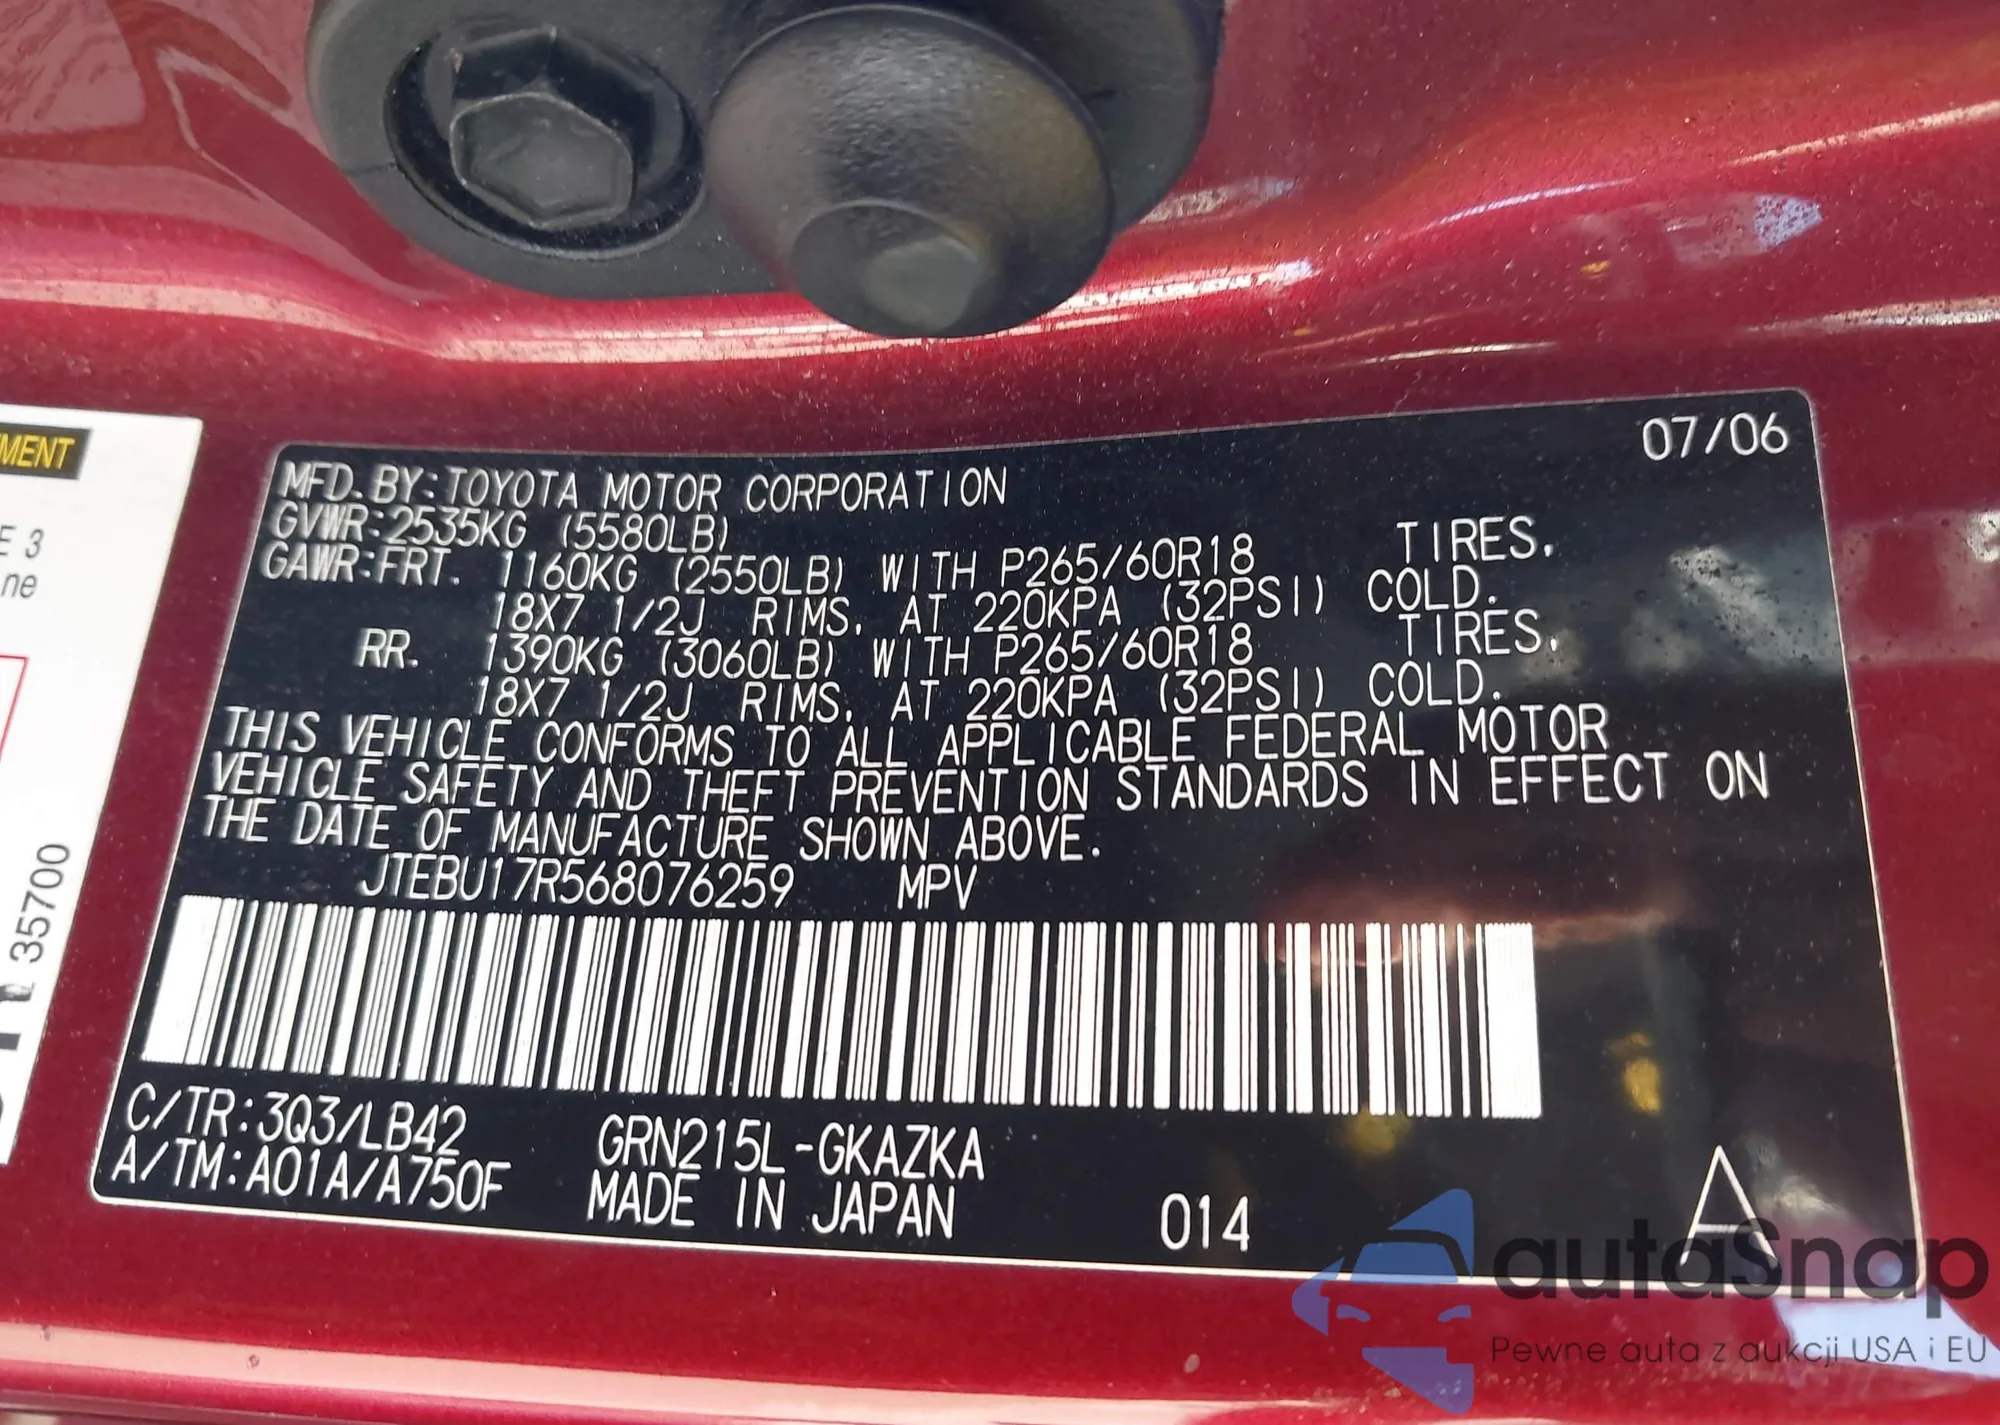 07/06
MFD.BY:TOYOTA MOTOR CORPORATION
GVWR:2535KG (5580LB)
GAWR:FRT. 1160KG (2550LB) WITH P265/60R18 TIRES,
18X7 1/2J RIMS, AT 220KPA (32PSI) COLD.
RR. 1390KG (3060LB) WITH P265/60R18 TIRES,
18X7 1/2J RIMS, AT 220KPA (32PSI) COLD.
THIS VEHICLE CONFORMS TO ALL APPLICABLE FEDERAL MOTOR
VEHICLE SAFETY AND THEFT PREVENTION STANDARDS IN EFFECT ON
THE DATE OF MANUFACTURE SHOWN ABOVE.
JTEBU17R568076259 MPV
C/TR:3Q3/LB42 GRN215L-GKAZKA
A/TM:A01A/A750F MADE IN JAPAN 014 A
MENT
E 3
ne
35700
autaSnap
Pewne auta z aukcji USA i EU